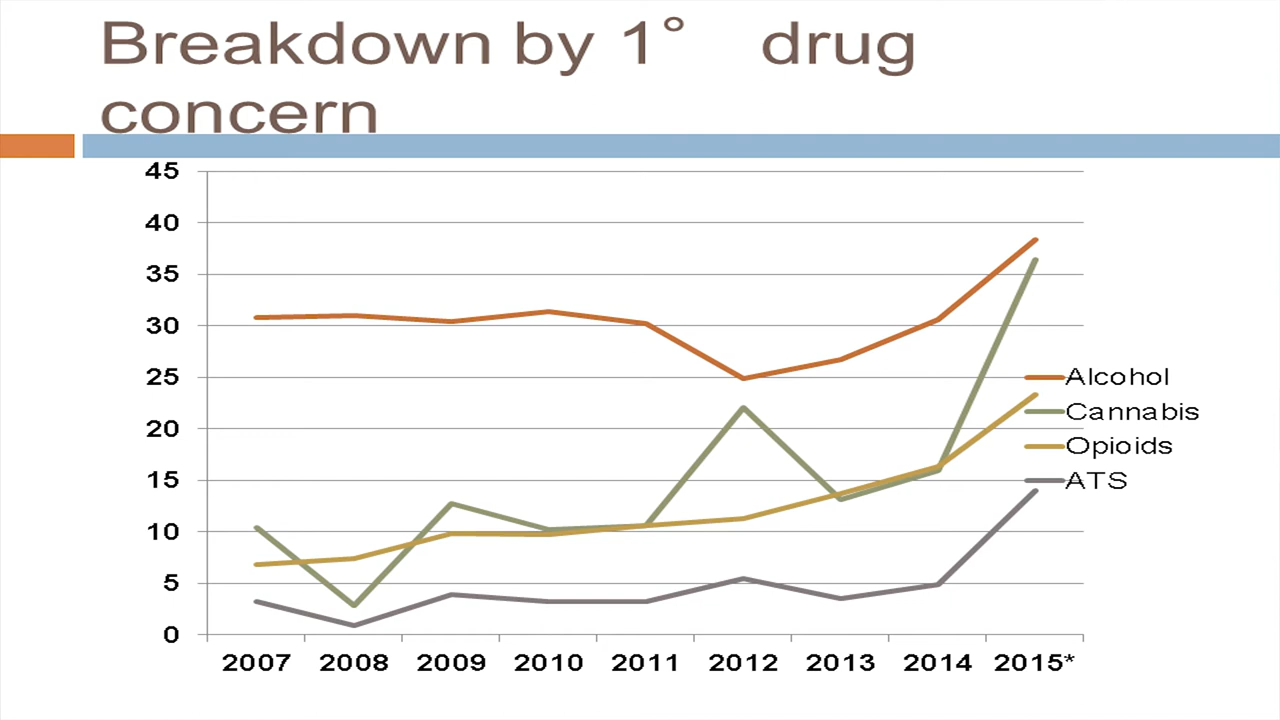 Breakdown by 1° drug
concern
45
40
35
30
25
20
15
10
5
0
Alcohol
Cannabis
Opioids
ATS
2007 2008 2009 2010 2011 2012 2013 2014 2015*